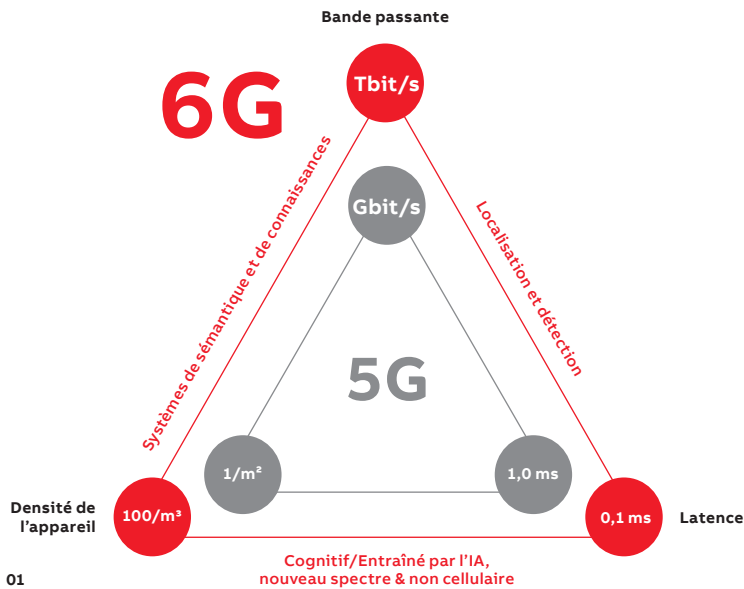 Bande passante
6G
Tbit/s
Systèmes de sémantique et de connaissances
Localisation et détection
Gbit/s
5G
1/m²
1,0 ms
Densité de
l'appareil
100/m³
0,1 ms
Latence
Cognitif/Entraîné par l'IA,
nouveau spectre & non cellulaire
01